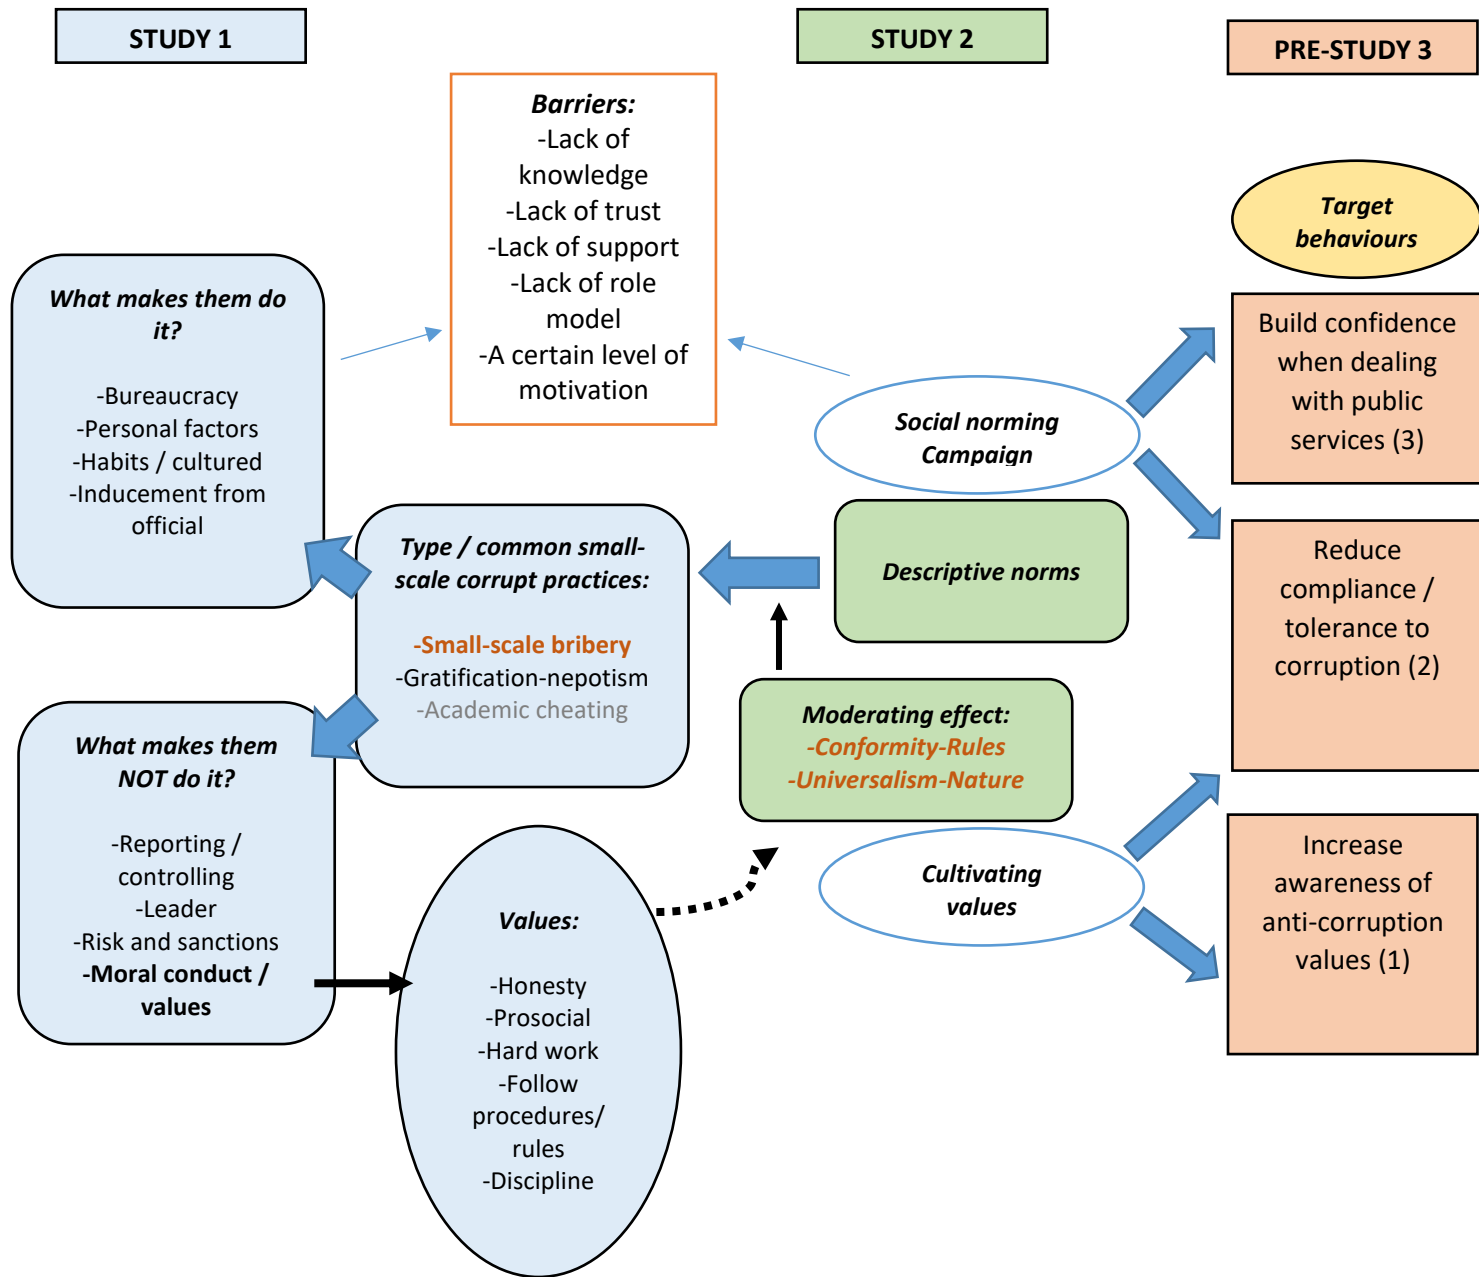 STUDY 1
STUDY 2
PRE-STUDY 3
Barriers:
-Lack of
knowledge
-Lack of trust
-Lack of support
-Lack of role
model
-A certain level of
motivation
Target
behaviours
What makes them do
it?
-Bureaucracy
-Personal factors
-Habits / cultured
-Inducement from
official
Build confidence
when dealing
with public
services (3)
Social norming
Campaign
Type / common small-
scale corrupt practices:
-Small-scale bribery
-Gratification-nepotism
-Academic cheating
Descriptive norms
Reduce
compliance /
tolerance to
corruption (2)
Moderating effect:
-Conformity-Rules
-Universalism-Nature
What makes them
NOT do it?
-Reporting /
controlling
-Leader
-Risk and sanctions
-Moral conduct /
values
Values:
-Honesty
-Prosocial
-Hard work
-Follow
procedures/
rules
-Discipline
Cultivating
values
Increase
awareness of
anti-corruption
values (1)